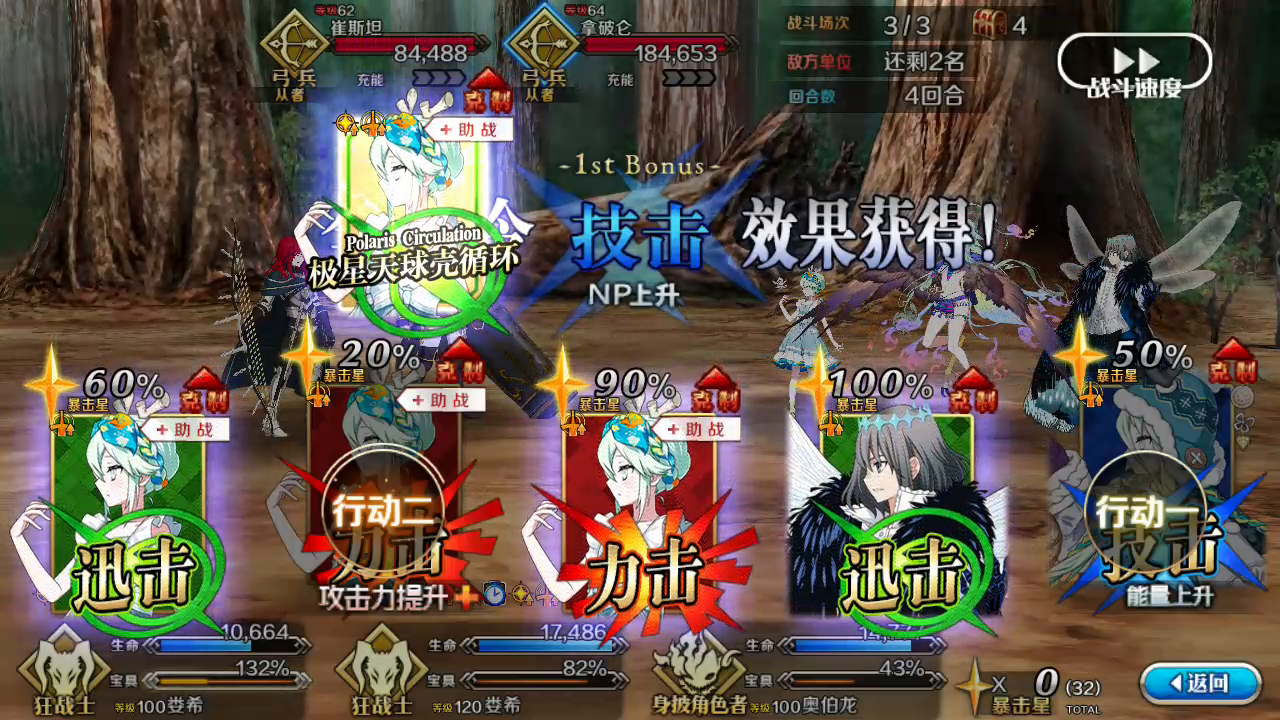 等级62
崔斯坦
84,488
弓兵
从者
充能
等级64
拿破仑
184,653
弓兵
从者
充能
战斗场次 3/3 4
敌方单位 还剩2名
回合数 4回合
战斗速度
克制
+助战
-1st Bonus-
技击 效果获得!
NP上升
Polaris Circulation
极星天球壳循环
60%
暴击星
克制
+助战
迅击
20%
暴击星
克制
+助战
行动二
力击
攻击力提升
90%
暴击星
克制
+助战
力击
100%
暴击星
克制
迅击
50%
暴击星
克制
行动一
技击
能量上升
生命 10,664
宝具 132%
狂战士 等级100娄希
生命 17,486
宝具 82%
狂战士 等级120娄希
生命
宝具 43%
身披角色者 等级100奥伯龙
X 0 (32)
暴击星 TOTAL
返回